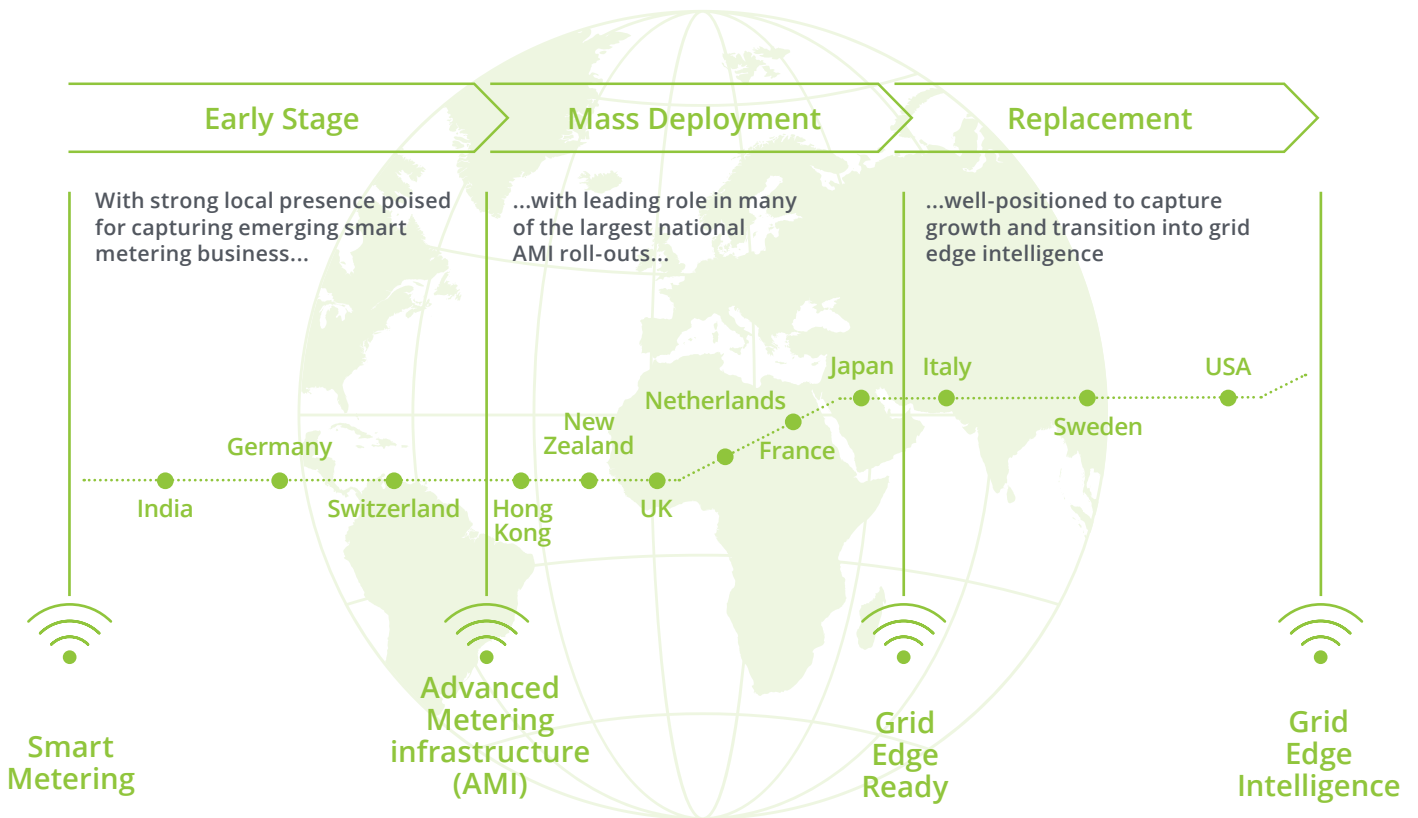 Early Stage
Mass Deployment
Replacement
With strong local presence poised
for capturing emerging smart
metering business...
...with leading role in many
of the largest national
AMI roll-outs...
...well-positioned to capture
growth and transition into grid
edge intelligence
India
Germany
Switzerland
Hong
Kong
New
Zealand
UK
Netherlands
France
Japan
Italy
Sweden
USA
Smart
Metering
Advanced
Metering
infrastructure
(AMI)
Grid
Edge
Ready
Grid
Edge
Intelligence